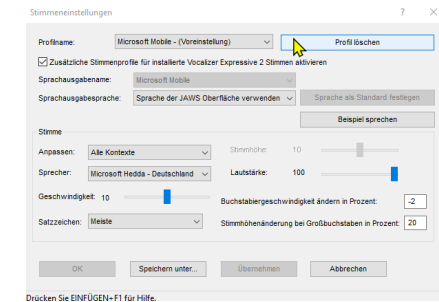 Stimmeneinstellungen
Profilname: Microsoft Mobile - (Voreinstellung) Profil löschen
Zusätzliche Stimmenprofile für installierte Vocalizer Expressive 2 Stimmen aktivieren
Sprachausgabename: Microsoft Mobile
Sprachausgabesprache: Sprache der JAWS Oberfläche verwenden Sprache als Standard festlegen
Beispiel sprechen
Stimme
Anpassen: Alle Kontexte Stimmhöhe: 10
Sprecher: Microsoft Hedda - Deutschland Lautstärke: 100
Geschwindigkeit: 10 Buchstabiergeschwindigkeit ändern in Prozent: -2
Satzzeichen: Meiste Stimmhöhenänderung bei Großbuchstaben in Prozent: 20
OK Speichern unter... Übernehmen Abbrechen
Drücken Sie EINFÜGEN+F1 für Hilfe.